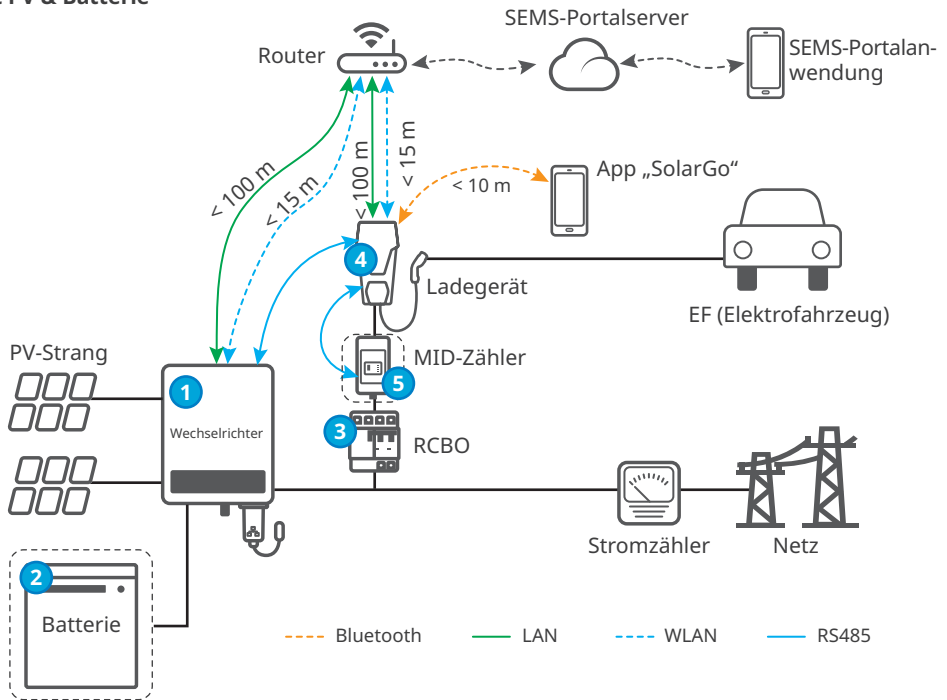 PV & Batterie
SEMS-Portalserver
Router
SEMS-Portalan-
wendung
< 100 m
< 15 m
< 100 m
< 15 m
< 10 m
App „SolarGo“
4
Ladegerät
EF (Elektrofahrzeug)
PV-Strang
MID-Zähler
1
5
Wechselrichter
3
RCBO
Stromzähler
Netz
2
Batterie
Bluetooth
LAN
WLAN
RS485